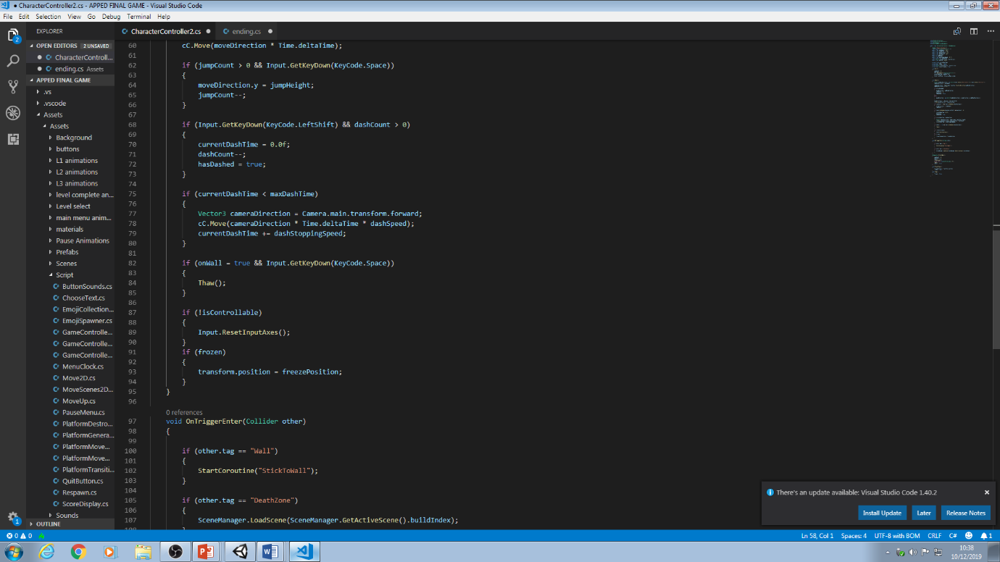 ● CharacterController2.cs - APPED FINAL GAME - Visual Studio Code
File Edit Selection View Go Debug Terminal Help
EXPLORER
CharacterController2.cs ●
ending.cs ●
OPEN EDITORS 2 UNSAVED
● CharacterControll...
● ending.cs Assets
APPED FINAL GAME
.vs
.vscode
Assets
Assets
Background
buttons
L1 animations
L2 animations
L3 animations
level complete an...
Level select
main menu anim...
materials
Pause Animations
Prefabs
Scenes
Script
ButtonSounds.cs
ChooseText.cs
EmojiCollection...
EmojiSpawner.cs
GameControlle...
GameControlle...
GameControlle...
MenuClock.cs
Move2D.cs
MoveScenes2D...
MoveUp.cs
PauseMenu.cs
PlatformDestro...
PlatformGenera...
PlatformMove...
PlatformMove...
PlatformTransiti...
QuitButton.cs
Respawn.cs
ScoreDisplay.cs
Sounds
OUTLINE
2
1
60 cC.Move(moveDirection * Time.deltaTime);
61
62 if (jumpCount > 0 && Input.GetKeyDown(KeyCode.Space))
63 {
64 moveDirection.y = jumpHeight;
65 jumpCount--;
66 }
67
68 if (Input.GetKeyDown(KeyCode.LeftShift) && dashCount > 0)
69 {
70 currentDashTime = 0.0f;
71 dashCount--;
72 hasDashed = true;
73 }
74
75 if (currentDashTime < maxDashTime)
76 {
77 Vector3 cameraDirection = Camera.main.transform.forward;
78 cC.Move(cameraDirection * Time.deltaTime * dashSpeed);
79 currentDashTime += dashStoppingSpeed;
80 }
81
82 if (onWall = true && Input.GetKeyDown(KeyCode.Space))
83 {
84 Thaw();
85 }
86
87 if (!isControllable)
88 {
89 Input.ResetInputAxes();
90 }
91 if (frozen)
92 {
93 transform.position = freezePosition;
94 }
95 }
96
0 references
97 void OnTriggerEnter(Collider other)
98 {
99
100 if (other.tag == "Wall")
101 {
102 StartCoroutine("StickToWall");
103 }
104
105 if (other.tag == "DeathZone")
106 {
107 SceneManager.LoadScene(SceneManager.GetActiveScene().buildIndex);
There's an update available: Visual Studio Code 1.40.2
Install Update Later Release Notes
0 0
Ln 58, Col 1 Spaces: 4 UTF-8 with BOM CRLF C# 1
10:38
10/12/2019